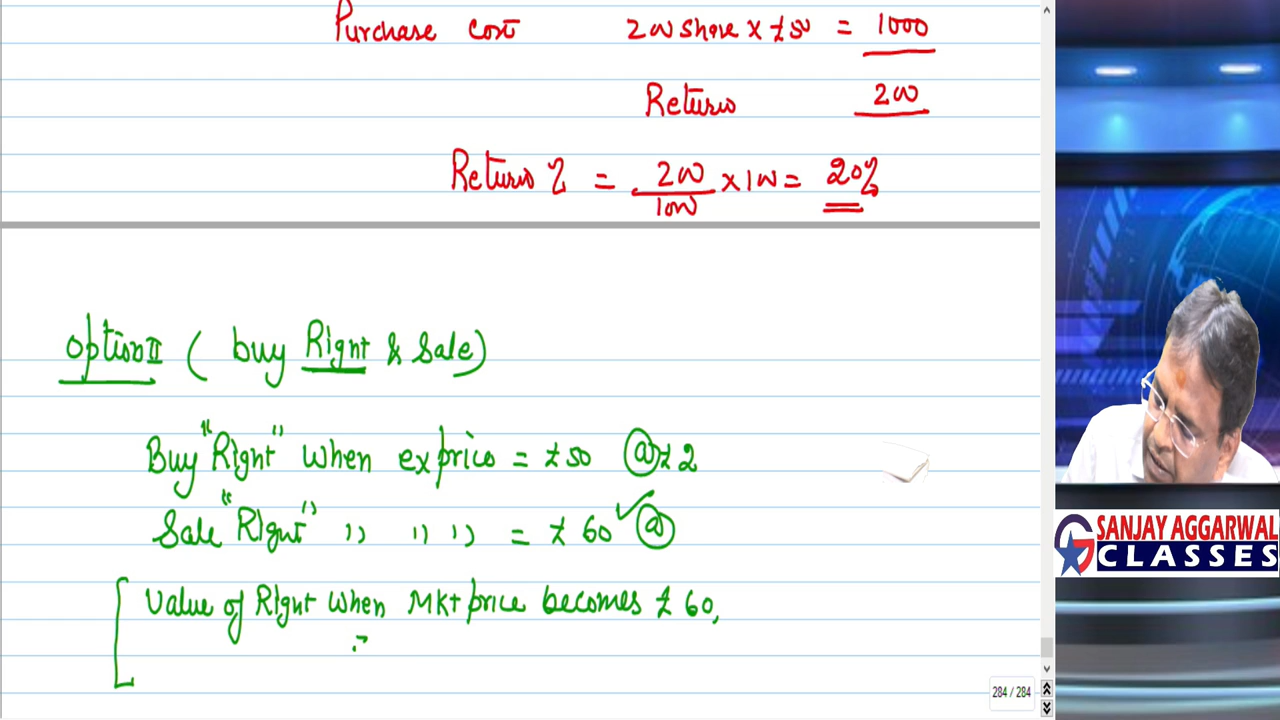 Purchase cost 200 share × ₹50 = 1000
Return 200
Return % = 200/1000 × 100 = 20%
Option II ( buy Right & Sale)
Buy "Right" when ex price = ₹50 @ ₹2
Sale "Right" ,, ,, ,, = ₹60 @
Value of Right when Mkt price becomes ₹60,
284 / 284
SANJAY AGGARWAL
CLASSES